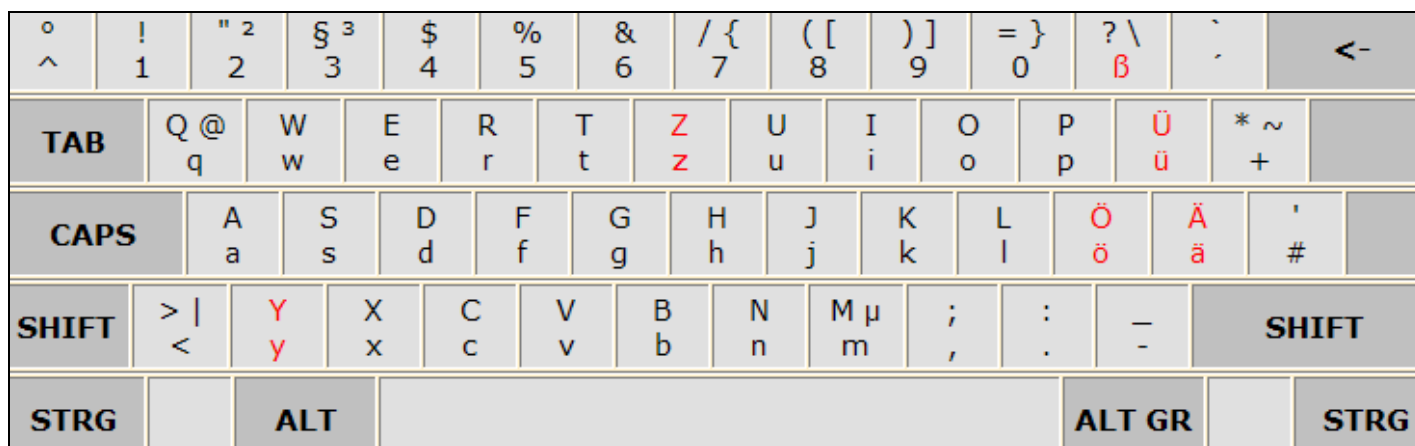 ° ! " ² § ³ $ % & / { ( [ ) ] = } ? \ `
^ 1 2 3 4 5 6 7 8 9 0 ß ´ <-
TAB Q @ W E R T Z U I O P Ü * ~
q w e r t z u i o p ü +
CAPS A S D F G H J K L Ö Ä '
a s d f g h j k l ö ä #
SHIFT > | Y X C V B N M µ ; : _ SHIFT
< y x c v b n m , . -
STRG ALT ALT GR STRG